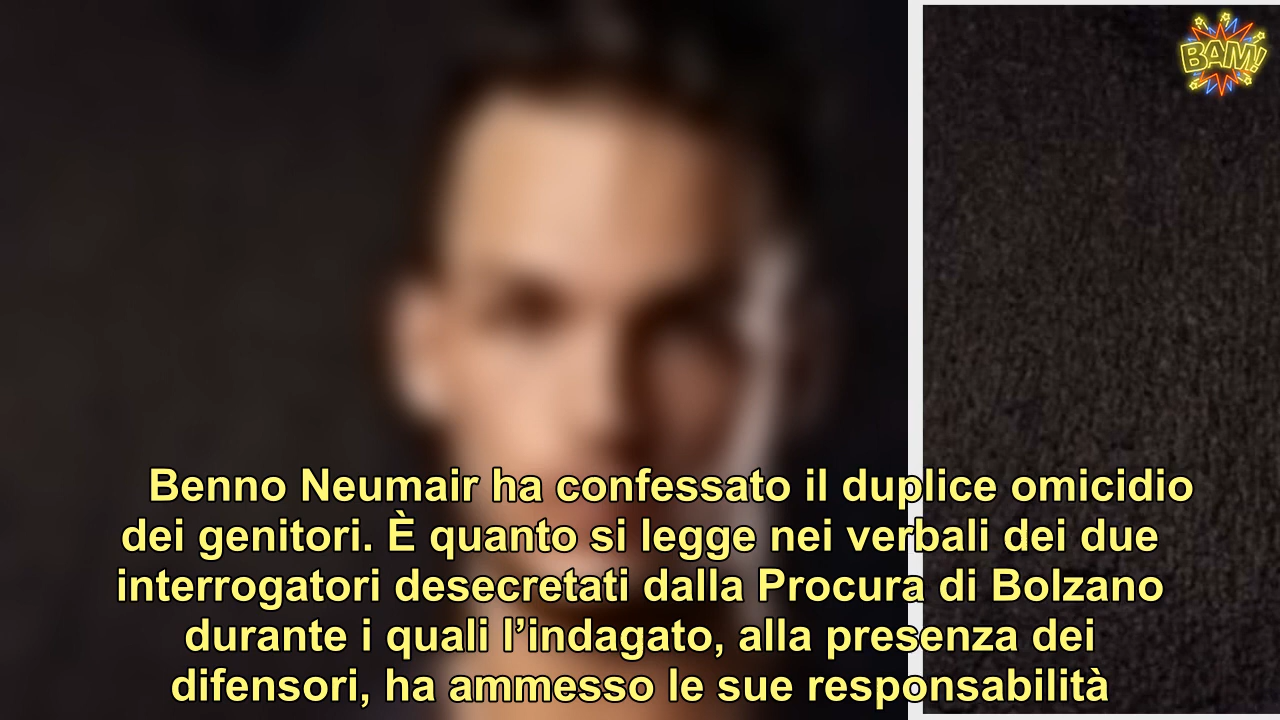 BAM!
Benno Neumair ha confessato il duplice omicidio
dei genitori. È quanto si legge nei verbali dei due
interrogatori desecretati dalla Procura di Bolzano
durante i quali l’indagato, alla presenza dei
difensori, ha ammesso le sue responsabilità